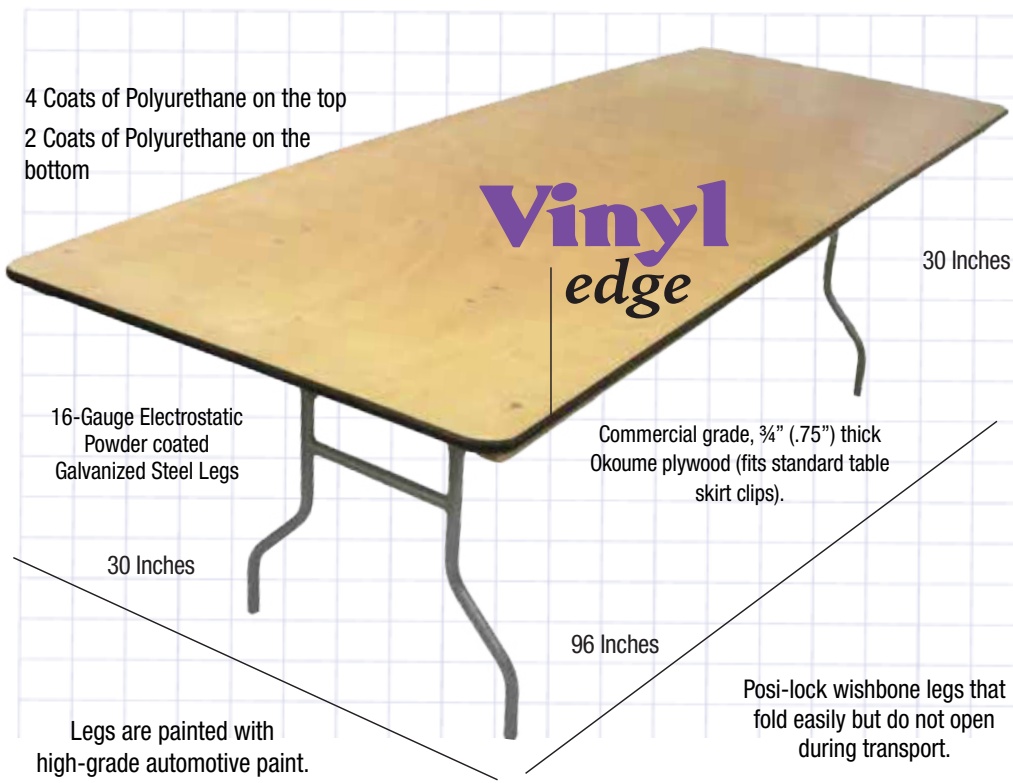 4 Coats of Polyurethane on the top
2 Coats of Polyurethane on the
bottom
Vinyl
edge
30 Inches
16-Gauge Electrostatic
Powder coated
Galvanized Steel Legs
Commercial grade, ¾” (.75”) thick
Okoume plywood (fits standard table
skirt clips).
30 Inches
96 Inches
Legs are painted with
high-grade automotive paint.
Posi-lock wishbone legs that
fold easily but do not open
during transport.